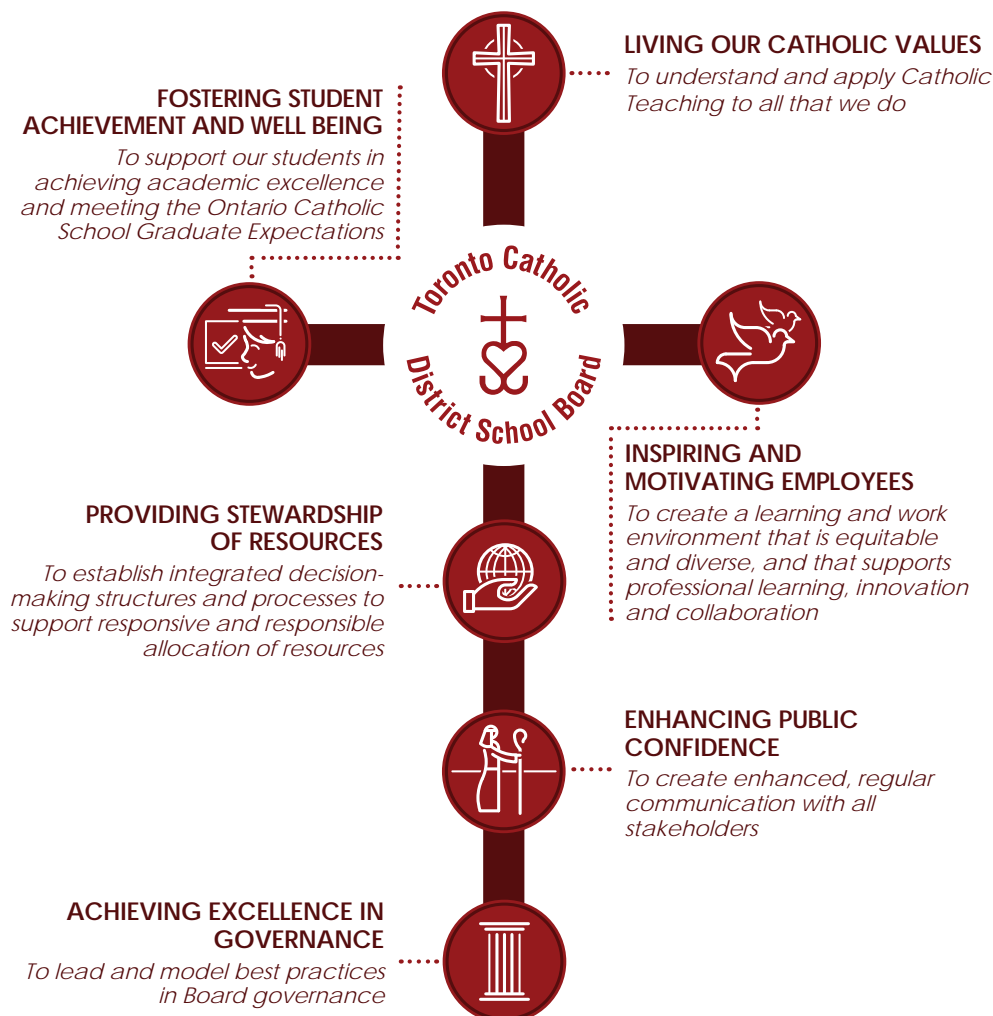 LIVING OUR CATHOLIC VALUES
To understand and apply Catholic
Teaching to all that we do
FOSTERING STUDENT
ACHIEVEMENT AND WELL BEING
To support our students in
achieving academic excellence
and meeting the Ontario Catholic
School Graduate Expectations
Toronto Catholic
District School Board
INSPIRING AND
MOTIVATING EMPLOYEES
To create a learning and work
environment that is equitable
and diverse, and that supports
professional learning, innovation
and collaboration
PROVIDING STEWARDSHIP
OF RESOURCES
To establish integrated decision-
making structures and processes to
support responsive and responsible
allocation of resources
ENHANCING PUBLIC
CONFIDENCE
To create enhanced, regular
communication with all
stakeholders
ACHIEVING EXCELLENCE IN
GOVERNANCE
To lead and model best practices
in Board governance